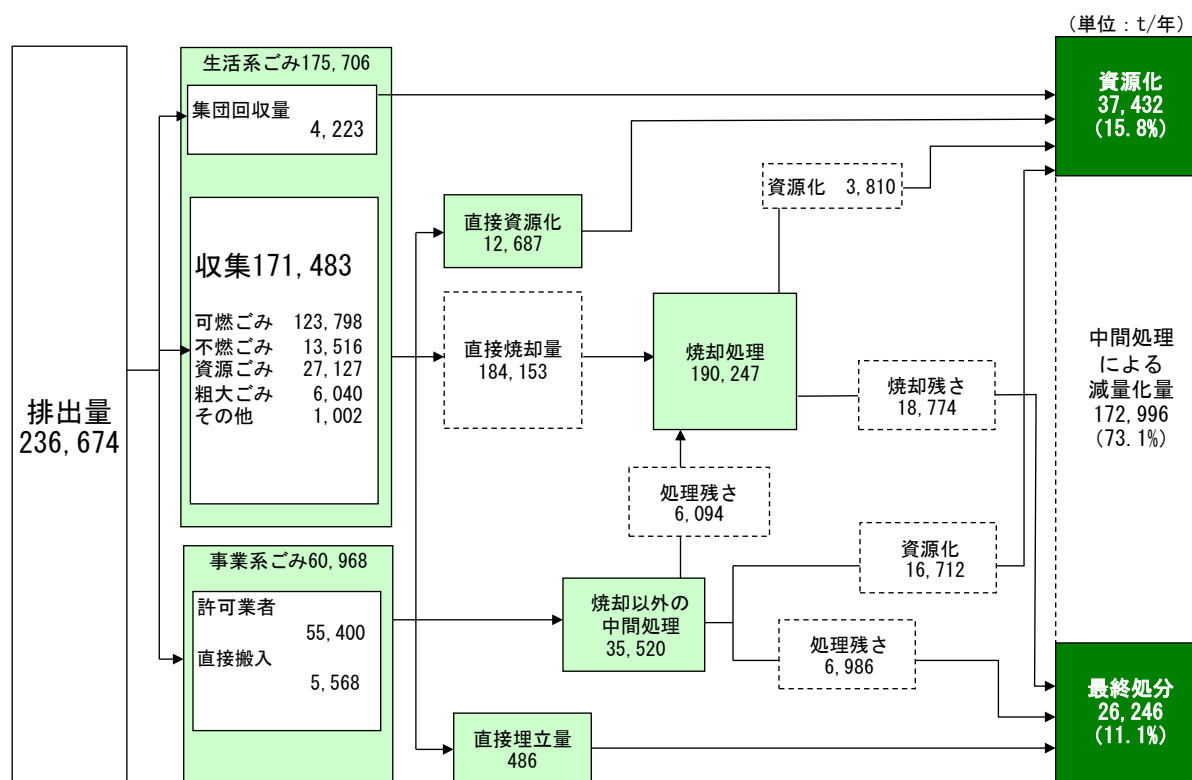 （単位：t/年）
排出量
236,674
生活系ごみ175,706
集団回収量
4,223
収集171,483
可燃ごみ 123,798
不燃ごみ 13,516
資源ごみ 27,127
粗大ごみ 6,040
その他 1,002
事業系ごみ60,968
許可業者
55,400
直接搬入
5,568
直接資源化
12,687
直接焼却量
184,153
直接埋立量
486
焼却処理
190,247
処理残さ
6,094
焼却以外の
中間処理
35,520
資源化 3,810
焼却残さ
18,774
資源化
16,712
処理残さ
6,986
資源化
37,432
(15.8%)
中間処理
による
減量化量
172,996
(73.1%)
最終処分
26,246
(11.1%)